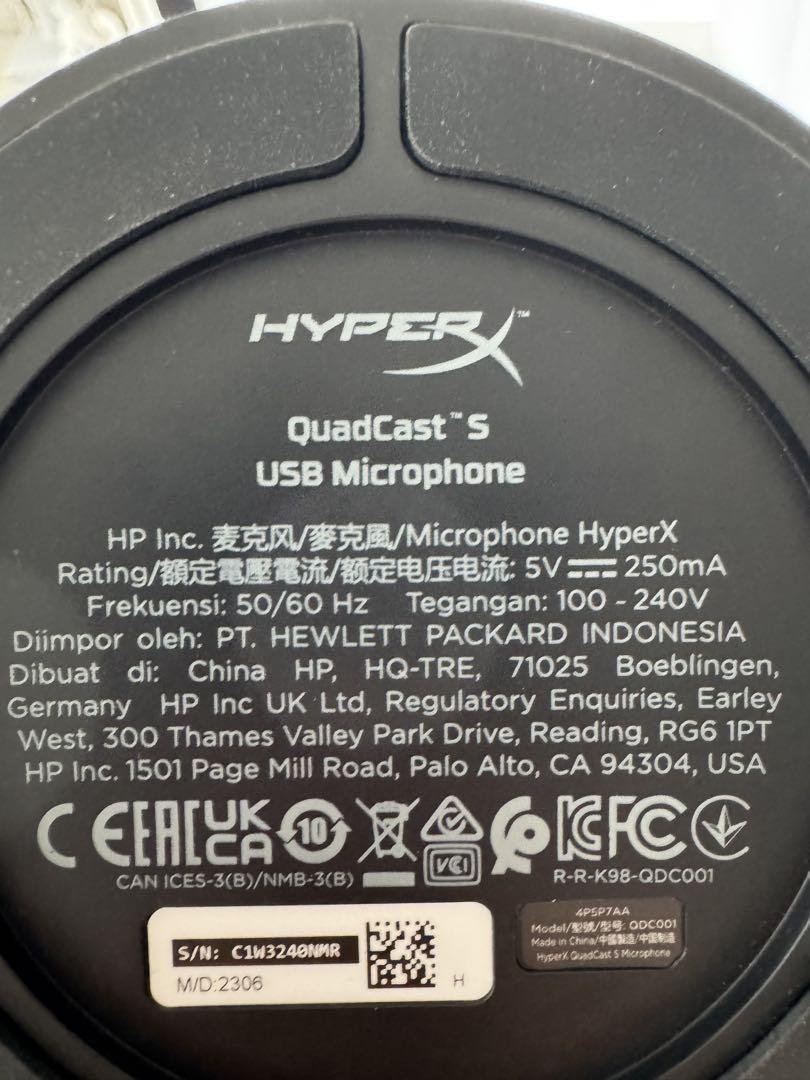 HYPERX™
QuadCast™ S
USB Microphone
HP Inc. 麦克风/麥克風/Microphone HyperX
Rating/額定電壓電流/额定电压电流: 5V⎓250mA
Frekuensi: 50/60 Hz Tegangan: 100 - 240V
Diimpor oleh: PT. HEWLETT PACKARD INDONESIA
Dibuat di: China HP, HQ-TRE, 71025 Boeblingen,
Germany HP Inc UK Ltd, Regulatory Enquiries, Earley
West, 300 Thames Valley Park Drive, Reading, RG6 1PT
HP Inc. 1501 Page Mill Road, Palo Alto, CA 94304, USA
CE EAC UKCA 10 VCI KC FC
CAN ICES-3(B)/NMB-3(B) R-R-K98-QDC001
S/N: C1W3240NMR
M/D:2306 H
4P5P7AA
Model/型號/型号: QDC001
Made in China/中國製造/中国制造
HyperX QuadCast S Microphone